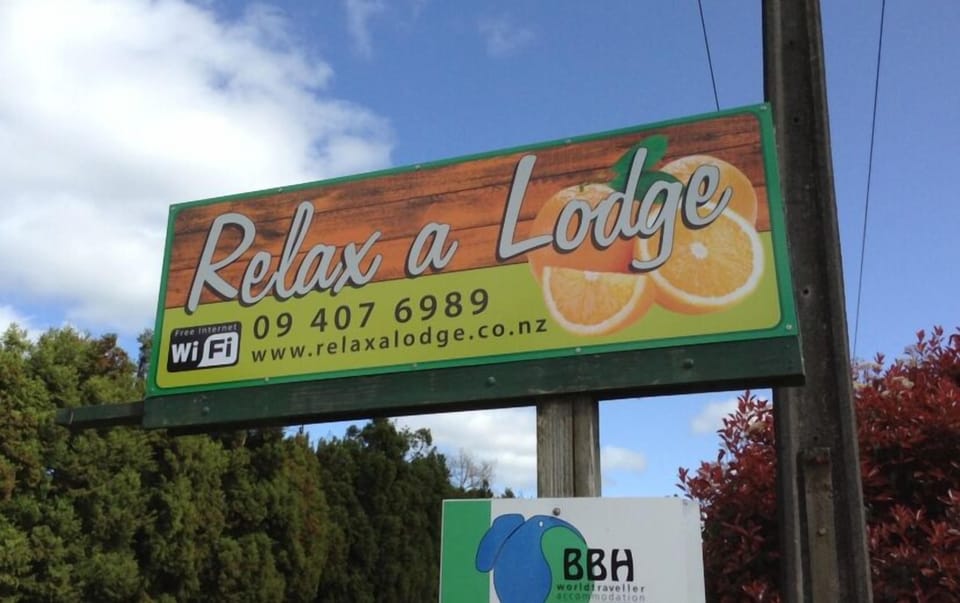 Relax a Lodge
Free Internet
WiFi
09 407 6989
www.relaxalodge.co.nz
BBH
worldtraveller
accommodation